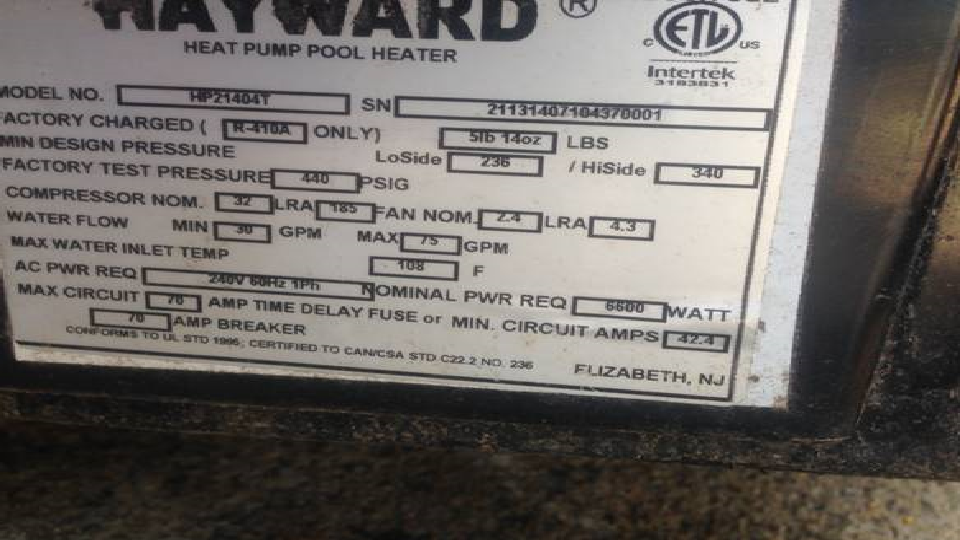 HAYWARD ®
HEAT PUMP POOL HEATER
ETL
C US
Intertek
3183831
MODEL NO. HP21404T SN 21131407104370001
FACTORY CHARGED ( R-410A ONLY) 5lb 14oz LBS
MIN DESIGN PRESSURE LoSide 236 / HiSide 340
FACTORY TEST PRESSURE 440 PSIG
COMPRESSOR NOM. 32 LRA 185 FAN NOM. 2.4 LRA 4.3
WATER FLOW MIN 30 GPM MAX 75 GPM
MAX WATER INLET TEMP 108 F
AC PWR REQ 240V 60Hz 1Ph NOMINAL PWR REQ 6600 WATT
MAX CIRCUIT 70 AMP TIME DELAY FUSE or MIN. CIRCUIT AMPS 42.4
70 AMP BREAKER
CONFORMS TO UL STD 1995; CERTIFIED TO CAN/CSA STD C22.2 NO. 236
ELIZABETH, NJ